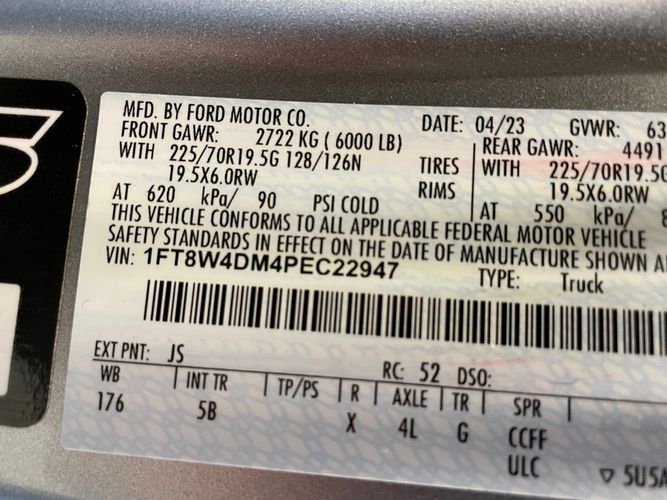 MFD. BY FORD MOTOR CO.
DATE: 04/23 GVWR: 63
FRONT GAWR: 2722 KG ( 6000 LB)
REAR GAWR: 4491
WITH 225/70R19.5G 128/126N TIRES
WITH 225/70R19.5G
19.5X6.0RW RIMS
19.5X6.0RW
AT 620 kPa/ 90 PSI COLD
AT 550 kPa/ 8
THIS VEHICLE CONFORMS TO ALL APPLICABLE FEDERAL MOTOR VEHICLE
SAFETY STANDARDS IN EFFECT ON THE DATE OF MANUFACTURE SHOWN A
VIN: 1FT8W4DM4PEC22947
TYPE: Truck
EXT PNT: JS RC: 52 DSO:
WB INT TR TP/PS R AXLE TR SPR
176 5B X 4L G CCFF
ULC 5U5A